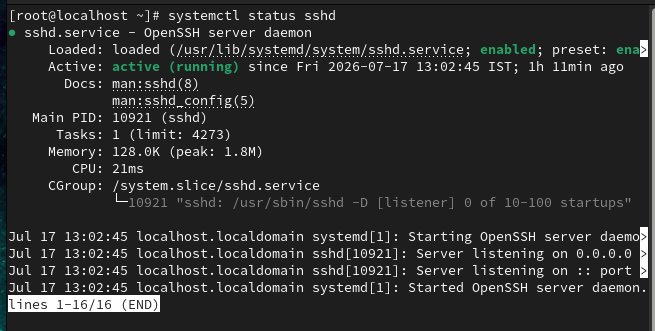 [root@localhost ~]# systemctl status sshd
● sshd.service - OpenSSH server daemon
     Loaded: loaded (/usr/lib/systemd/system/sshd.service; enabled; preset: ena>
     Active: active (running) since Fri 2026-07-17 13:02:45 IST; 1h 11min ago
       Docs: man:sshd(8)
             man:sshd_config(5)
   Main PID: 10921 (sshd)
      Tasks: 1 (limit: 4273)
     Memory: 128.0K (peak: 1.8M)
        CPU: 21ms
     CGroup: /system.slice/sshd.service
             └─10921 "sshd: /usr/sbin/sshd -D [listener] 0 of 10-100 startups"

Jul 17 13:02:45 localhost.localdomain systemd[1]: Starting OpenSSH server daemo>
Jul 17 13:02:45 localhost.localdomain sshd[10921]: Server listening on 0.0.0.0 >
Jul 17 13:02:45 localhost.localdomain sshd[10921]: Server listening on :: port >
Jul 17 13:02:45 localhost.localdomain systemd[1]: Started OpenSSH server daemon.
lines 1-16/16 (END)